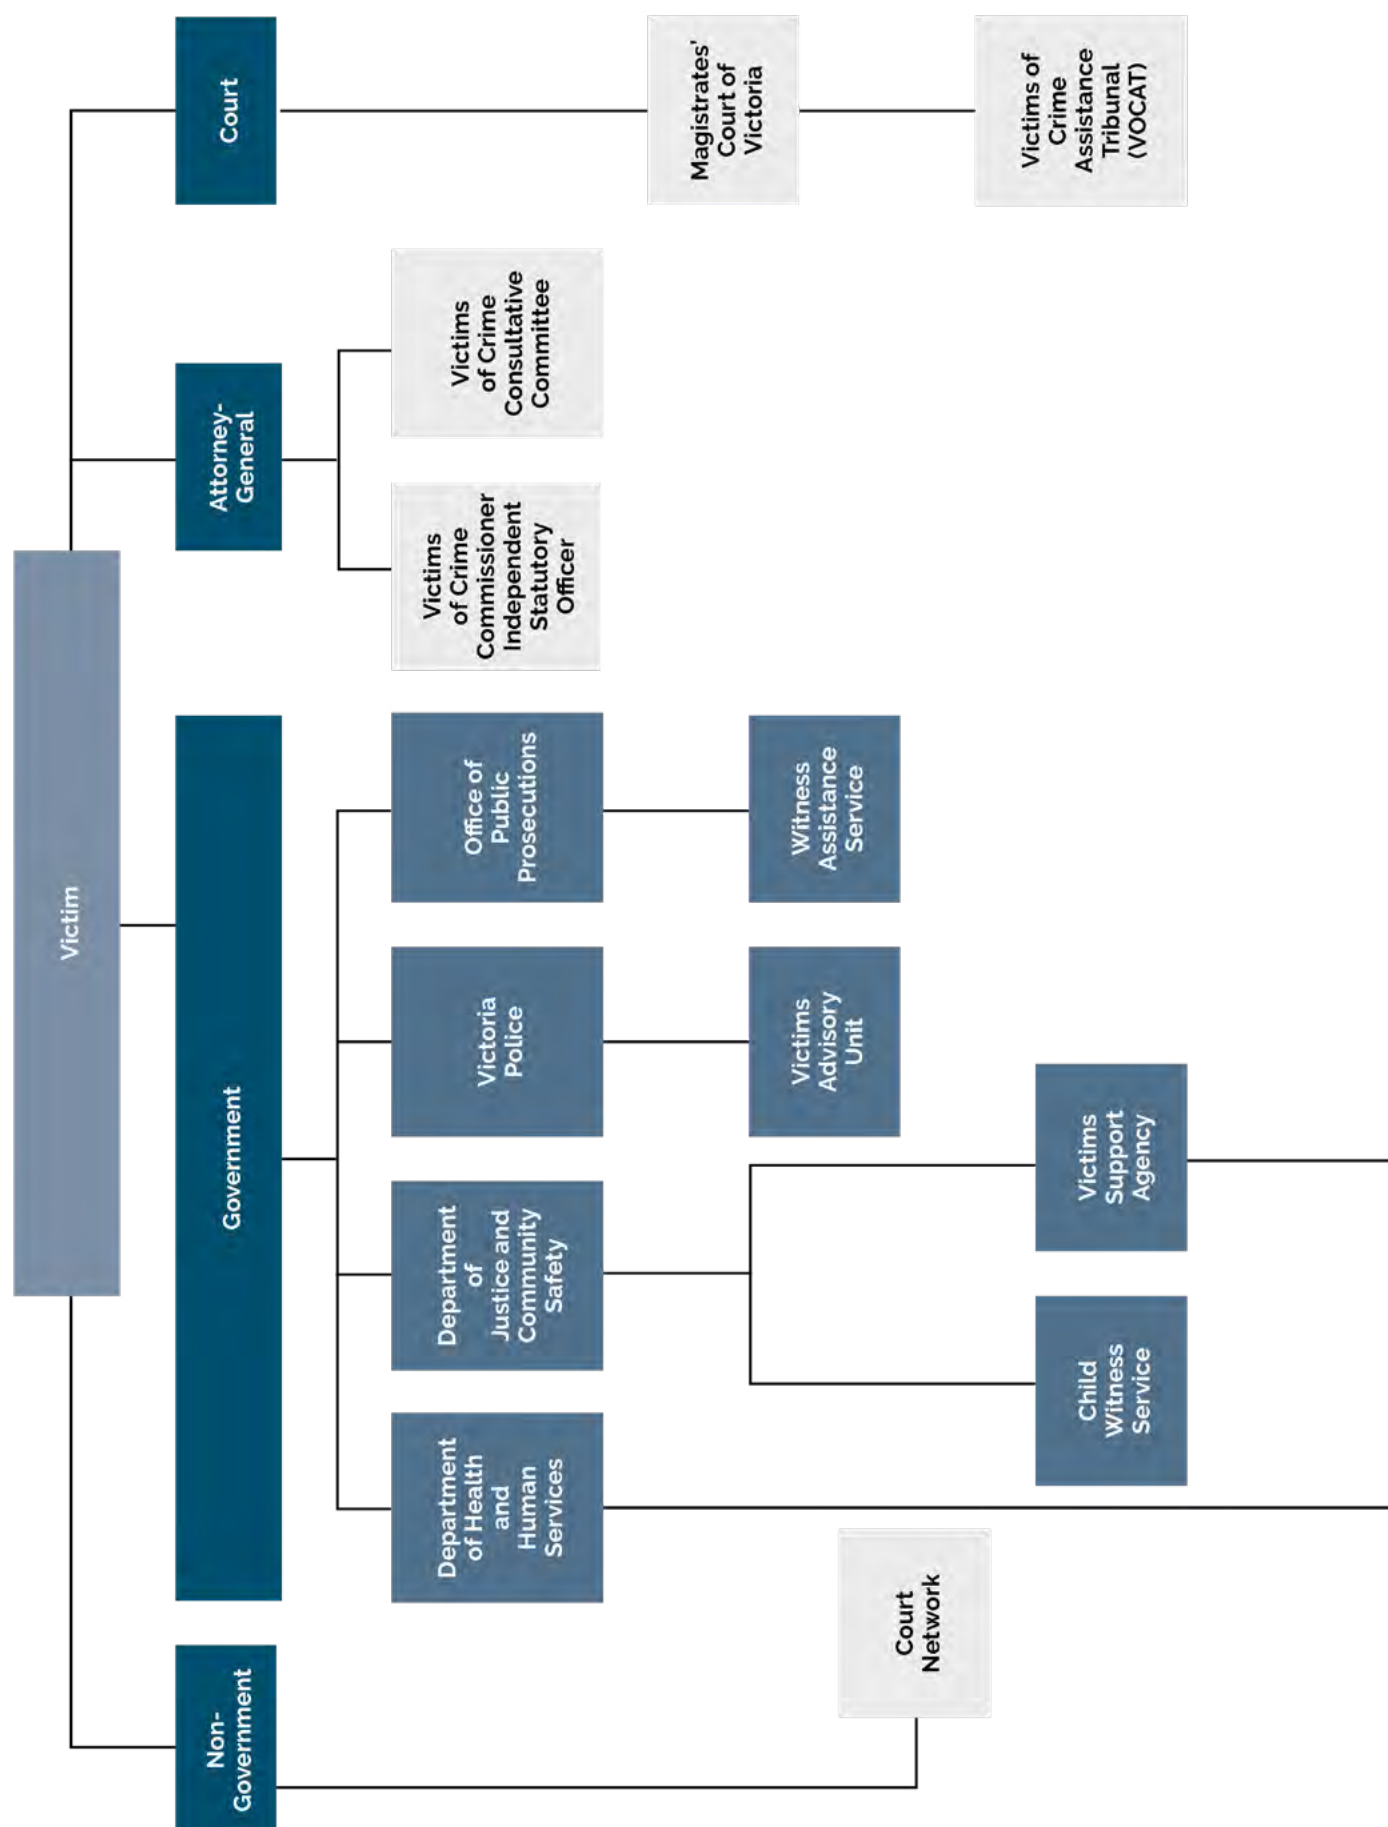 Victim
Non-
Government
Government
Attorney-
General
Court
Department
of Health
and
Human
Services
Department
of
Justice and
Community
Safety
Victoria
Police
Office of
Public
Prosecutions
Victims
of Crime
Commissioner
Independent
Statutory
Officer
Victims
of Crime
Consultative
Committee
Magistrates’
Court of
Victoria
Victims
Advisory
Unit
Witness
Assistance
Service
Court
Network
Child
Witness
Service
Victims
Support
Agency
Victims of
Crime
Assistance
Tribunal
(VOCAT)